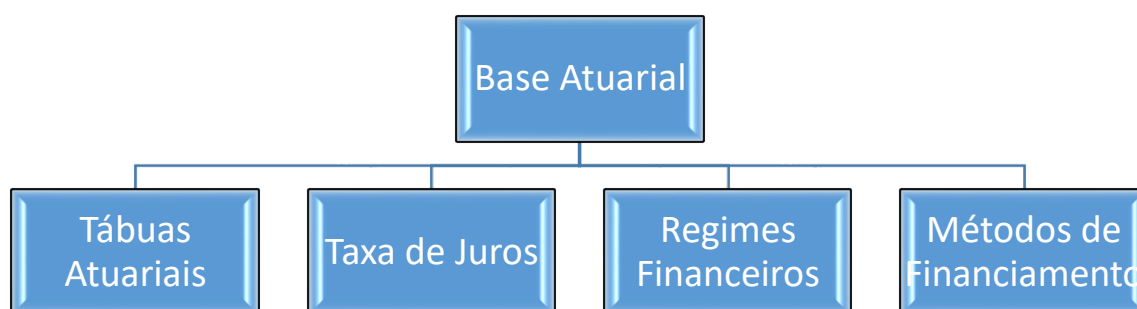 Base Atuarial
Tábuas
Atuariais
Taxa de Juros
Regimes
Financeiros
Métodos de
Financiamento